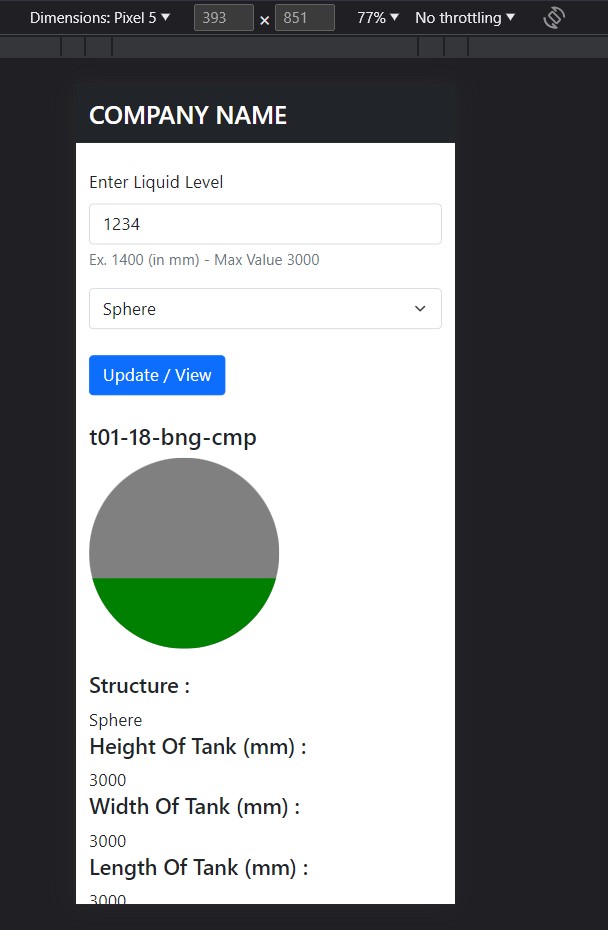 Dimensions: Pixel 5 ▼ 393 × 851 77% ▼ No throttling ▼
COMPANY NAME
Enter Liquid Level
1234
Ex. 1400 (in mm) - Max Value 3000
Sphere
Update / View
t01-18-bng-cmp
Structure :
Sphere
Height Of Tank (mm) :
3000
Width Of Tank (mm) :
3000
Length Of Tank (mm) :
3000